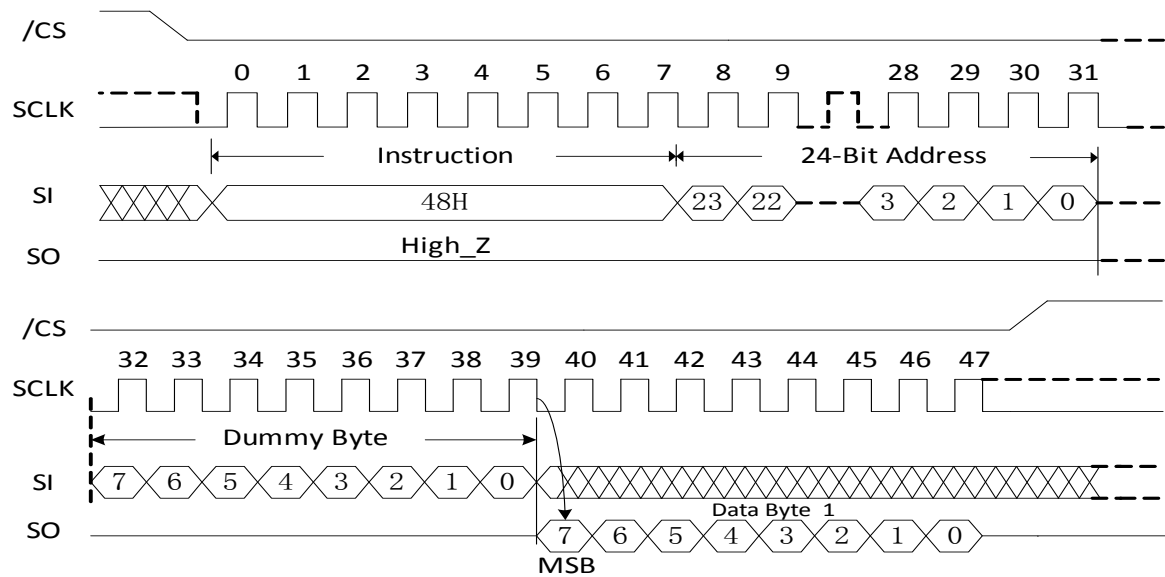 /CS
0 1 2 3 4 5 6 7 8 9 28 29 30 31
SCLK
Instruction 24-Bit Address
SI 48H 23 22 3 2 1 0
High_Z
SO
/CS
32 33 34 35 36 37 38 39 40 41 42 43 44 45 46 47
SCLK
Dummy Byte
SI 7 6 5 4 3 2 1 0
Data Byte 1
SO 7 6 5 4 3 2 1 0
MSB